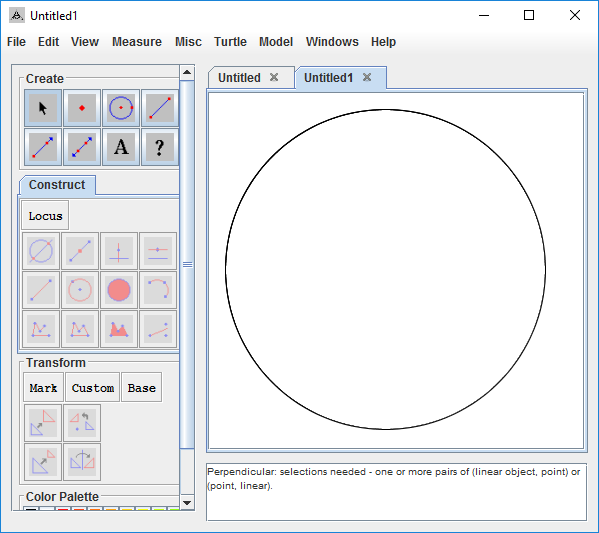 Untitled1
File Edit View Measure Misc Turtle Model Windows Help
Create
A ?
Construct
Locus
Transform
Mark Custom Base
Color Palette
Untitled Untitled1
Perpendicular: selections needed - one or more pairs of (linear object, point) or
(point, linear).